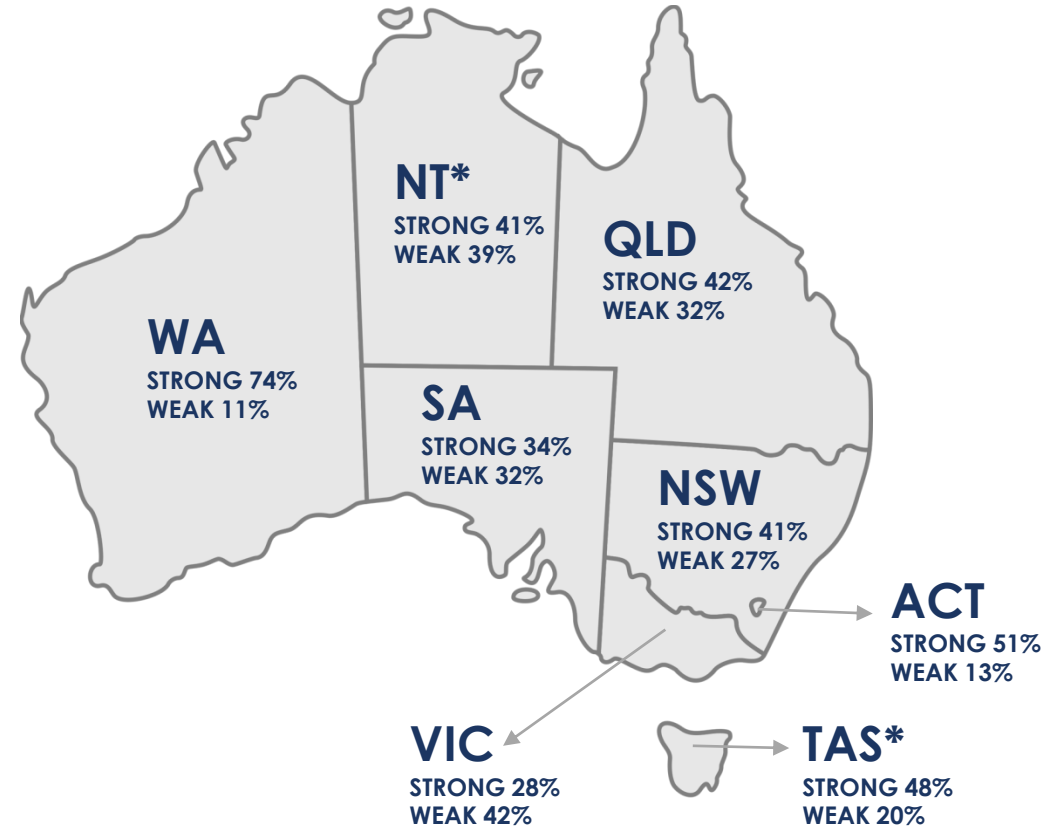 NT*
STRONG 41%
WEAK 39%
QLD
STRONG 42%
WEAK 32%
WA
STRONG 74%
WEAK 11%
SA
STRONG 34%
WEAK 32%
NSW
STRONG 41%
WEAK 27%
ACT
STRONG 51%
WEAK 13%
VIC
STRONG 28%
WEAK 42%
TAS*
STRONG 48%
WEAK 20%